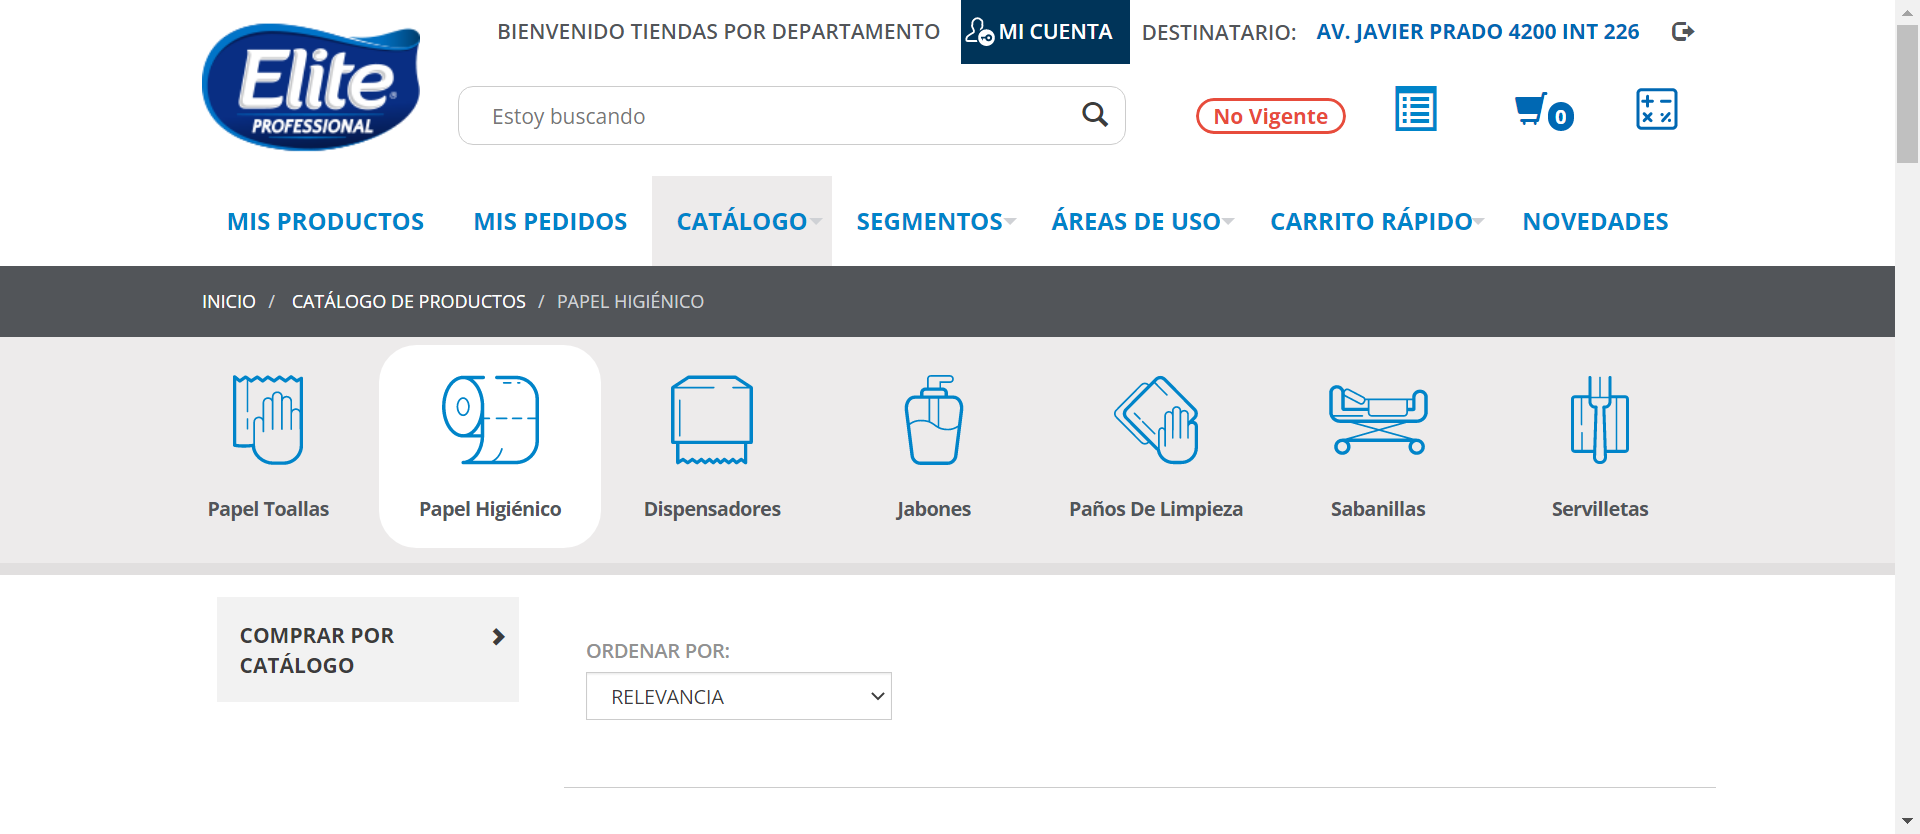 BIENVENIDO TIENDAS POR DEPARTAMENTO
MI CUENTA
DESTINATARIO:
AV. JAVIER PRADO 4200 INT 226
Elite
PROFESSIONAL
Estoy buscando
No Vigente
0
MIS PRODUCTOS
MIS PEDIDOS
CATÁLOGO
SEGMENTOS
ÁREAS DE USO
CARRITO RÁPIDO
NOVEDADES
INICIO / CATÁLOGO DE PRODUCTOS / PAPEL HIGIÉNICO
Papel Toallas
Papel Higiénico
Dispensadores
Jabones
Paños De Limpieza
Sabanillas
Servilletas
COMPRAR POR
CATÁLOGO
ORDENAR POR:
RELEVANCIA